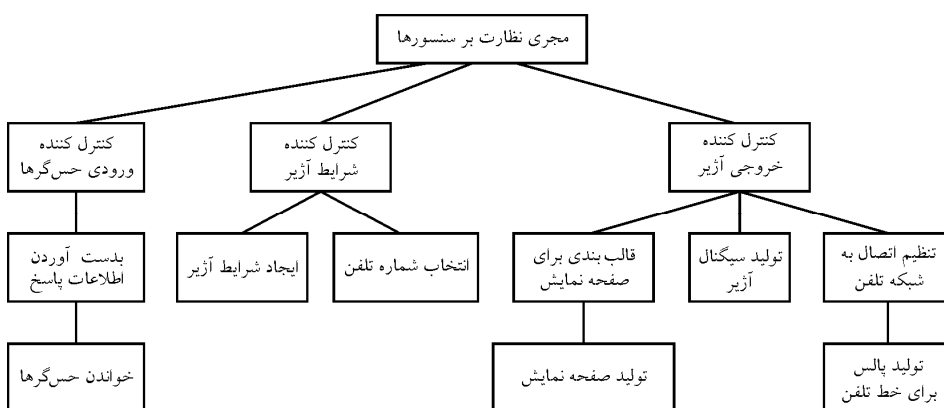 مجری نظارت بر سنسورها
کنترل کننده
خروجی آژیر
کنترل کننده
شرایط آژیر
کنترل کننده
ورودی حس‌گرها
تنظیم اتصال به
شبکه تلفن
تولید سیگنال
آژیر
قالب‌بندی برای
صفحه نمایش
انتخاب شماره تلفن
ایجاد شرایط آژیر
بدست آوردن
اطلاعات پاسخ
تولید پالس
برای خط تلفن
تولید صفحه نمایش
خواندن حس‌گرها